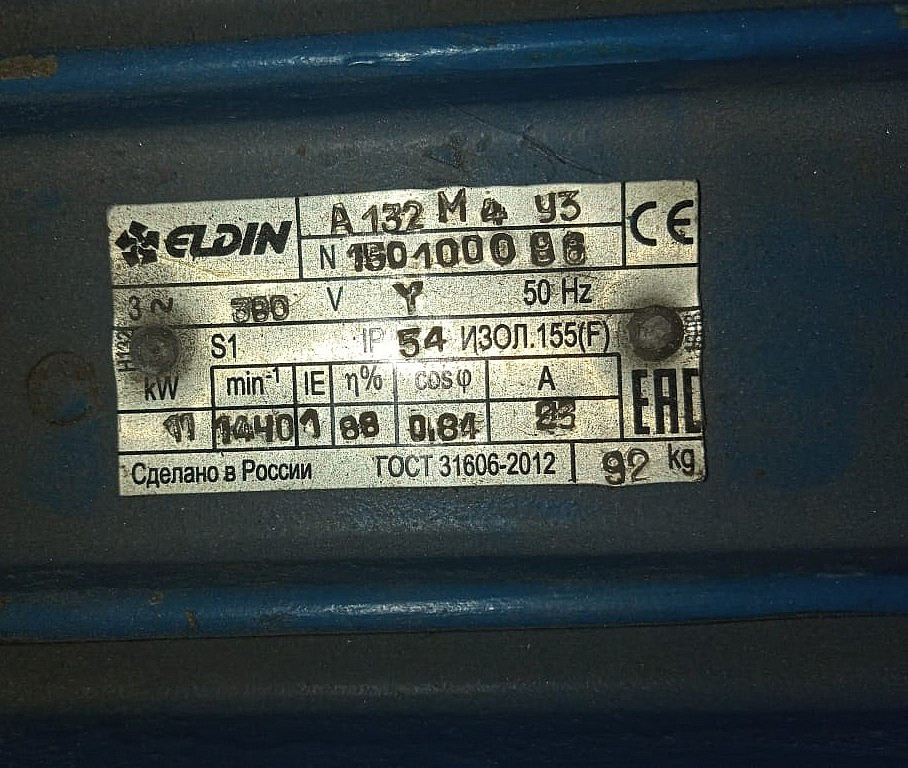 ELDIN
А132 М 4 У3
CE
N 1501000 96
3~ 380 V Y 50 Hz
S1 IP 54 ИЗОЛ.155(F)
kW min⁻¹ IE η% cosφ A
11 1440 1 88 0,84 23
EAC
Сделано в России ГОСТ 31606-2012 92 kg